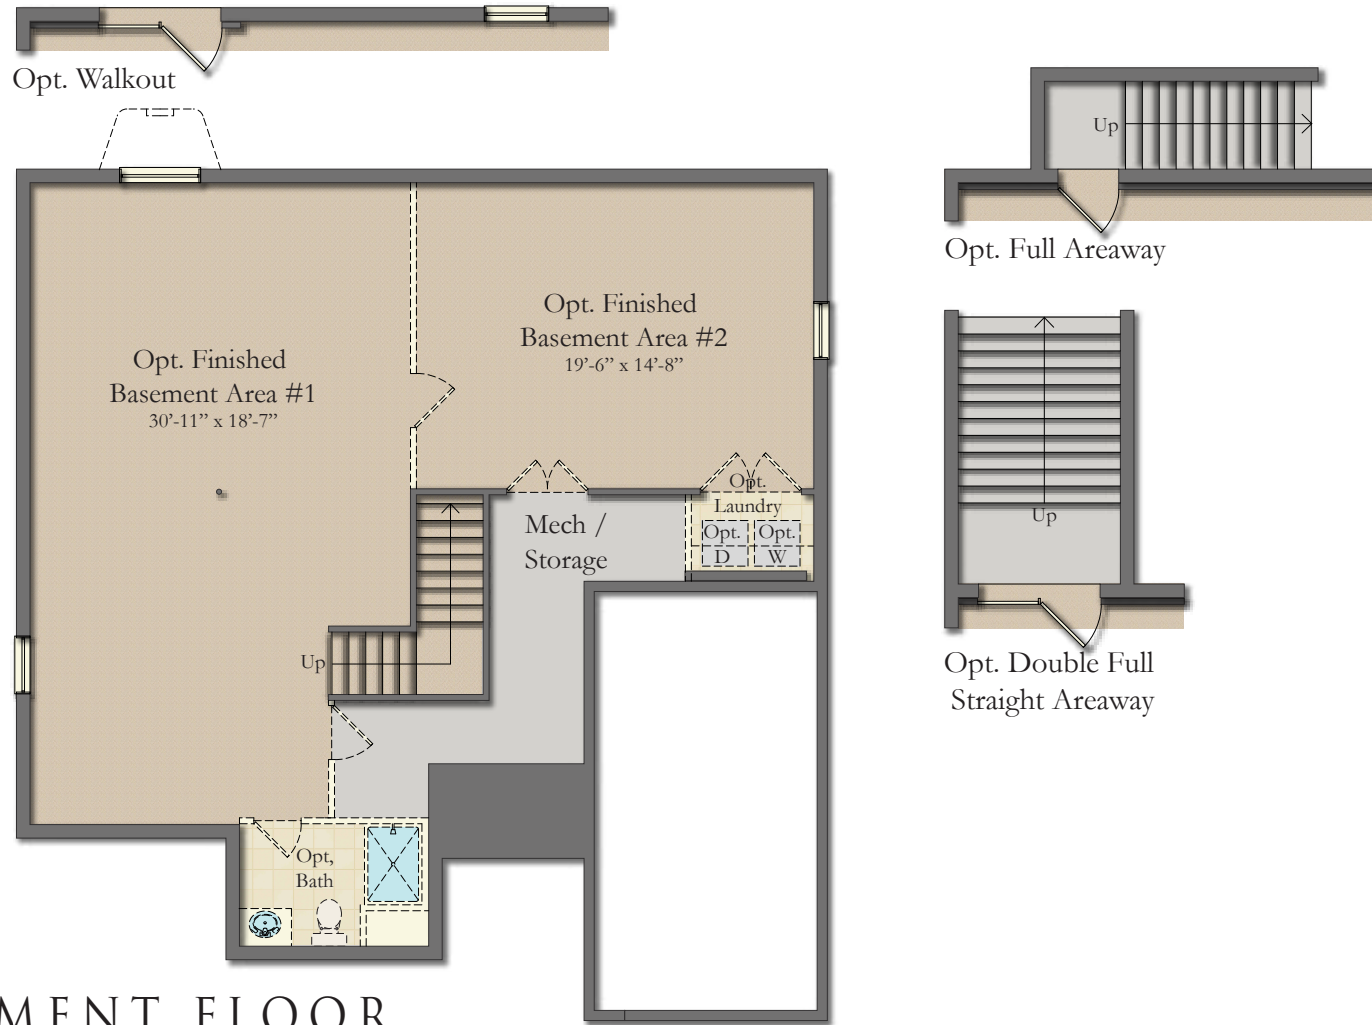 Opt. Walkout
Up
Opt. Full Areaway
Opt. Finished
Basement Area #1
30'-11” x 18'-7”
Opt. Finished
Basement Area #2
19'-6” x 14'-8”
Mech /
Storage
Opt.
Laundry
Opt.
D
Opt.
W
Up
Opt,
Bath
Up
Opt. Double Full
Straight Areaway
MENT FLOOR